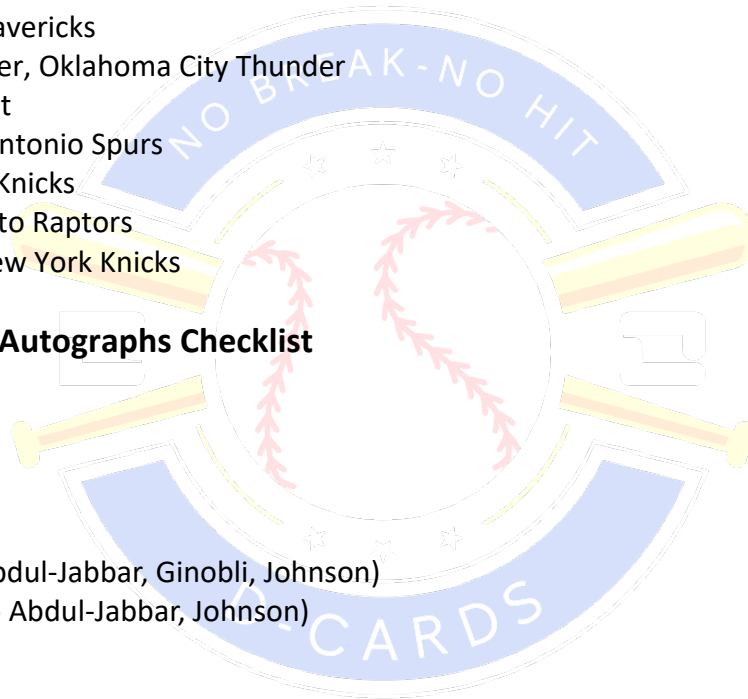 avericks
er, Oklahoma City Thunder
t
ntonio Spurs
Knicks
to Raptors
ew York Knicks
Autographs Checklist
bdul-Jabbar, Ginobli, Johnson)
Abdul-Jabbar, Johnson)
NO BREAK-NO HIT
D-CARDS